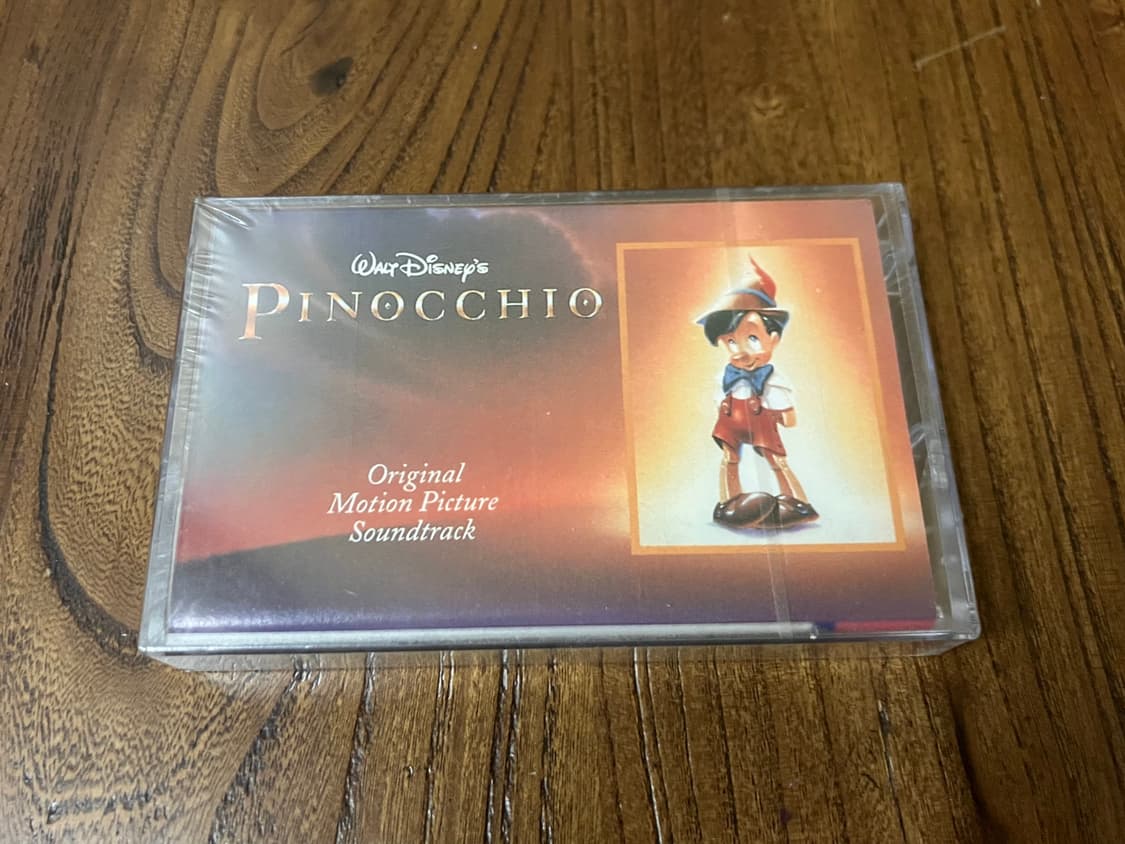 Walt Disney's
PINOCCHIO
Original
Motion Picture
Soundtrack